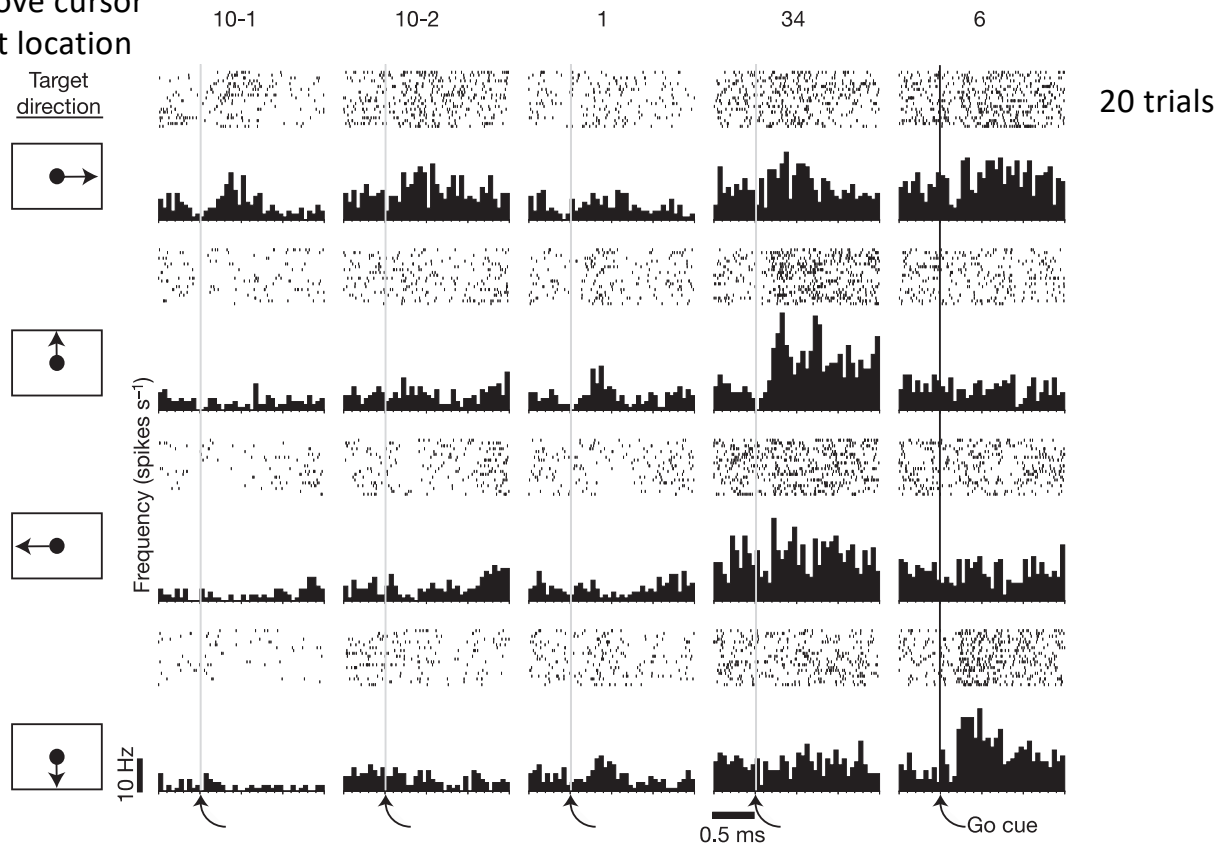 ove cursor
t location
10-1
10-2
1
34
6
Target
direction
20 trials
Frequency (spikes s⁻¹)
10 Hz
0.5 ms
Go cue